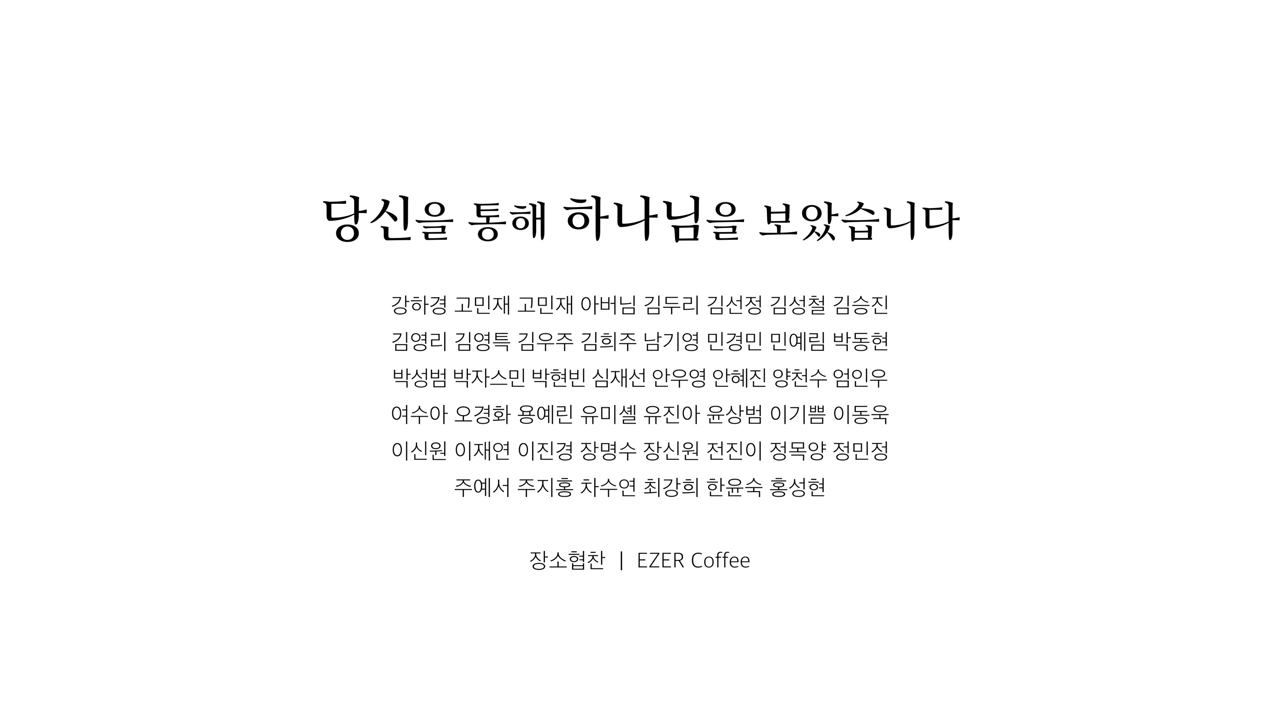 당신을 통해 하나님을 보았습니다
강하경 고민재 고민재 아버님 김두리 김선정 김성철 김승진
김영리 김영특 김우주 김희주 남기영 민경민 민예림 박동현
박성범 박자스민 박현빈 심재선 안우영 안혜진 양천수 엄인우
여수아 오경화 용예린 유미셸 유진아 윤상범 이기쁨 이동욱
이신원 이재연 이진경 장명수 장신원 전진이 정목양 정민정
주예서 주지홍 차수연 최강희 한윤숙 홍성현
장소협찬 | EZER Coffee